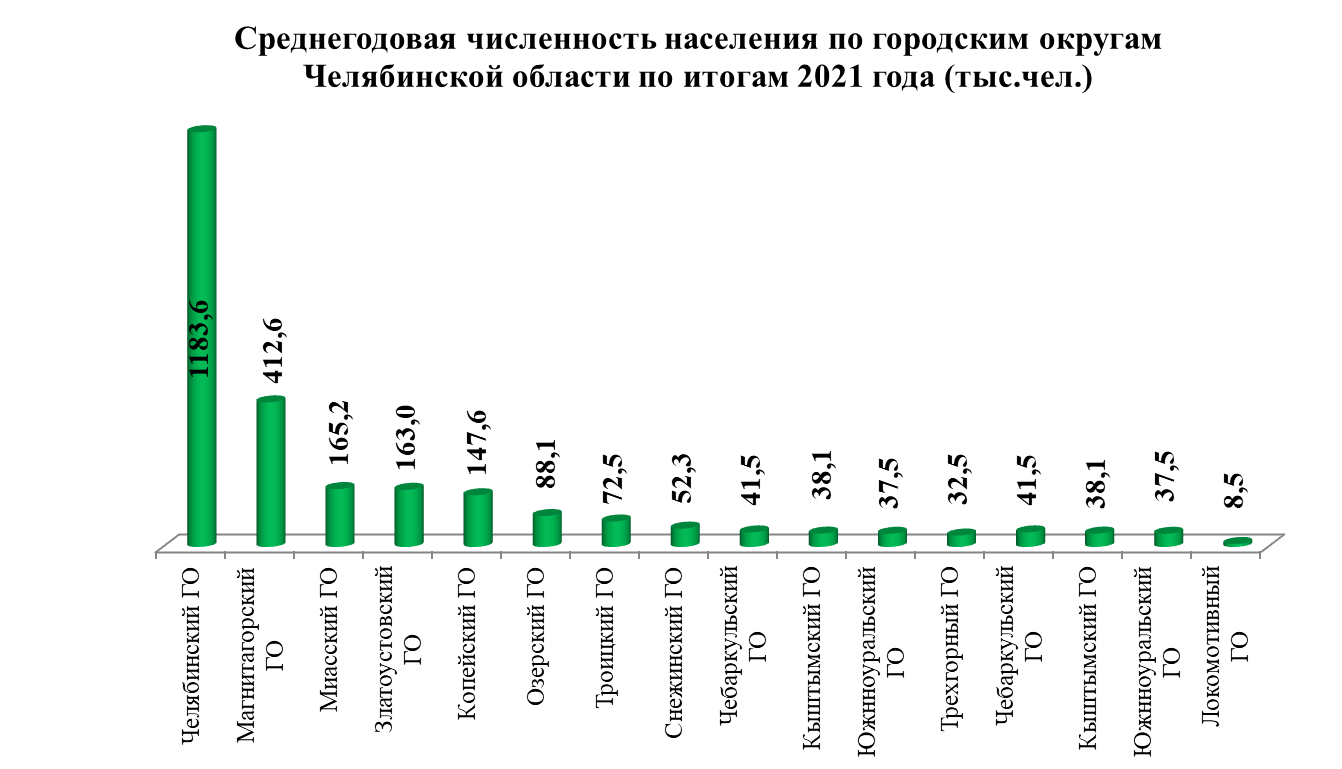 Среднегодовая численность населения по городским округам
Челябинской области по итогам 2021 года (тыс.чел.)
1183,6
412,6
165,2
163,0
147,6
88,1
72,5
52,3
41,5
38,1
37,5
32,5
41,5
38,1
37,5
8,5
Челябинский ГО
Магнитагорский
ГО
Миасский ГО
Златоустовский
ГО
Копейский ГО
Озерский ГО
Троицкий ГО
Снежинский ГО
Чебаркульский
ГО
Кыштымский ГО
Южнноуральский
ГО
Трехгорный ГО
Чебаркульский
ГО
Кыштымский ГО
Южнноуральский
ГО
Локомотивный
ГО